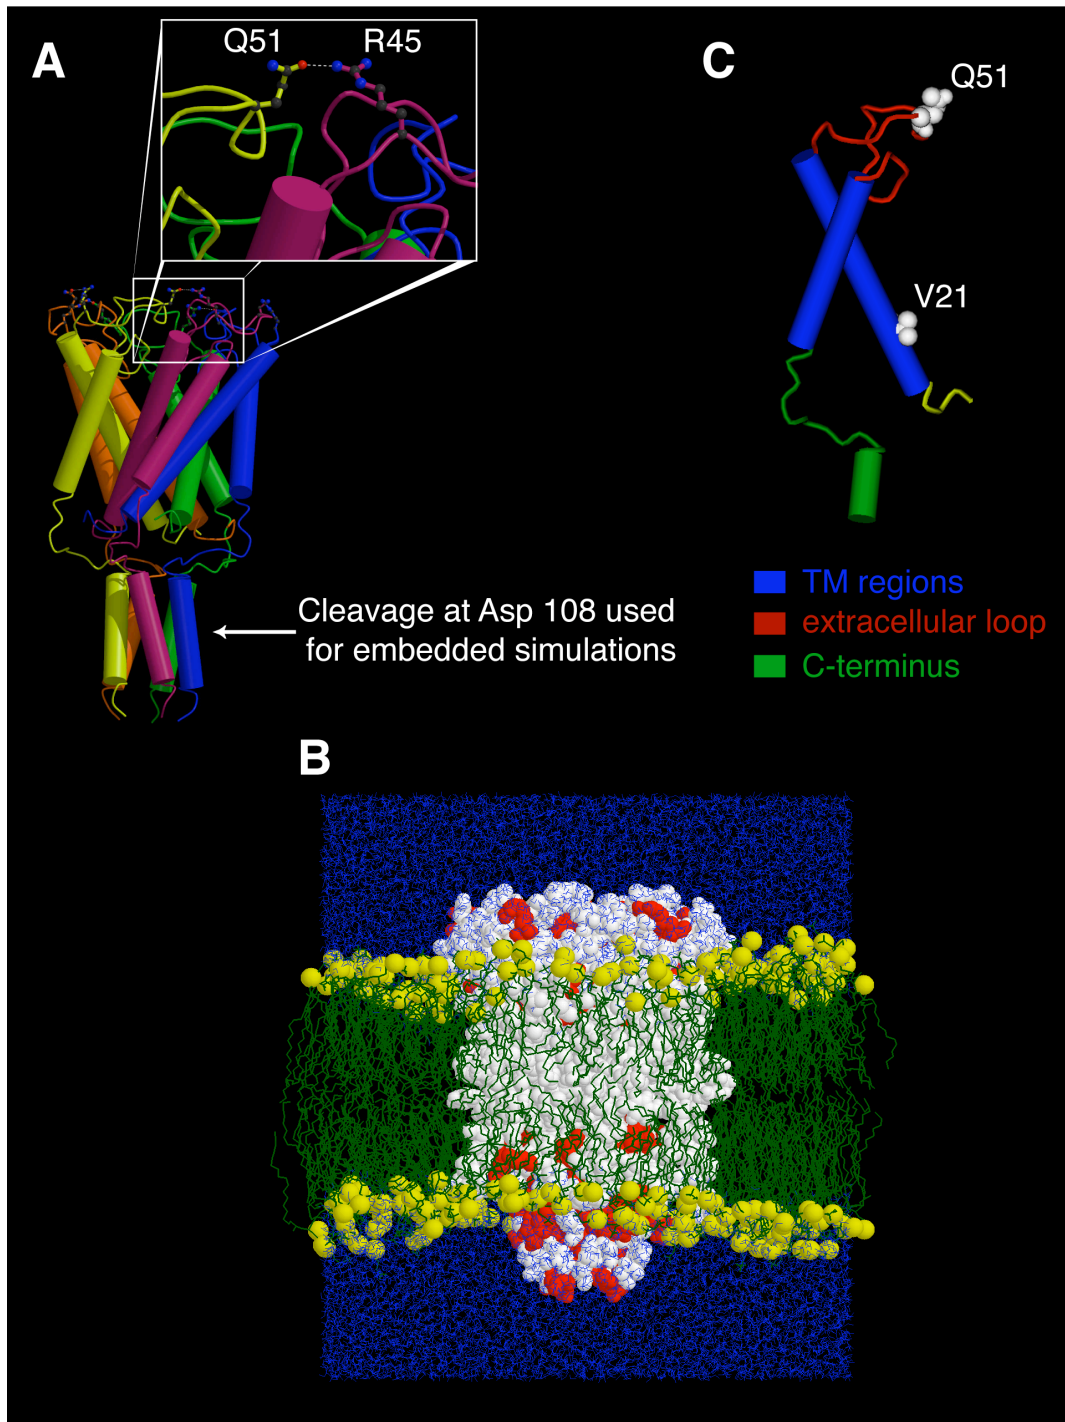 A
Q51 R45
C
Q51
V21
Cleavage at Asp 108 used
for embedded simulations
TM regions
extracellular loop
C-terminus
B